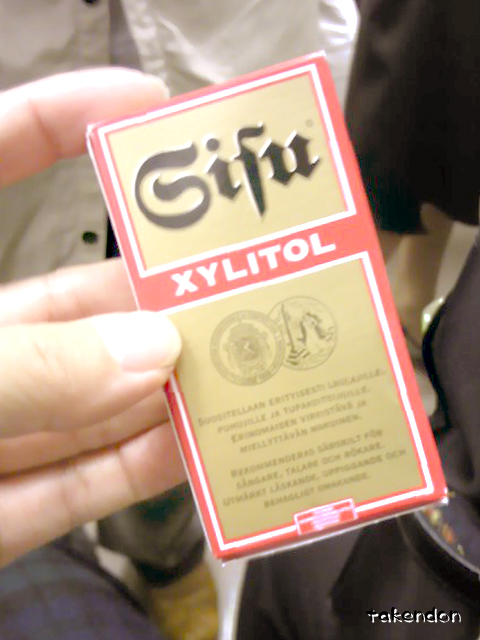 Sisu®
XYLITOL
SUOSITELLAAN ERITYISESTI LAULAJILLE,
PUHUJILLE JA TUPAKOITSIJOILLE.
ERINOMAISEN VIRKISTÄVÄ JA
MIELLYTTÄVÄN MAKUINEN.
REKOMMENDERAS SÄRSKILT FÖR
SÅNGARE, TALARE OCH RÖKARE.
UTMÄRKT LÄSKANDE, UPPIGGANDE OCH
BEHAGLIGT SMAKANDE.
takendon